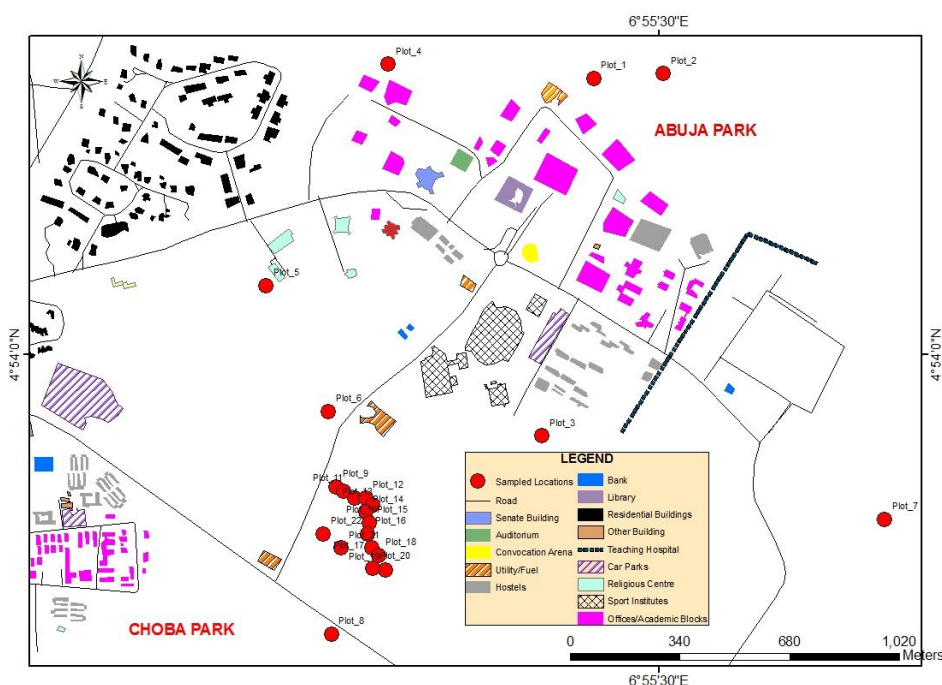 6°55'30"E
Plot_4
Plot_1
Plot_2
ABUJA PARK
Plot_5
4°54'0"N
4°54'0"N
Plot_6
Plot_3
Plot_7
Plot_9
Plot_11
Plot_12
Plot_14
Plot_15
Plot_16
Plot_22
Plot_17
Plot_18
Plot_20
Plot_8
CHOBA PARK
LEGEND
Sampled Locations
Road
Senate Building
Auditorium
Convocation Arena
Utility/Fuel
Hostels
Bank
Library
Residential Buildings
Other Building
Teaching Hospital
Car Parks
Religious Centre
Sport Institutes
Offices/Academic Blocks
0 340 680 1,020
Meters
6°55'30"E